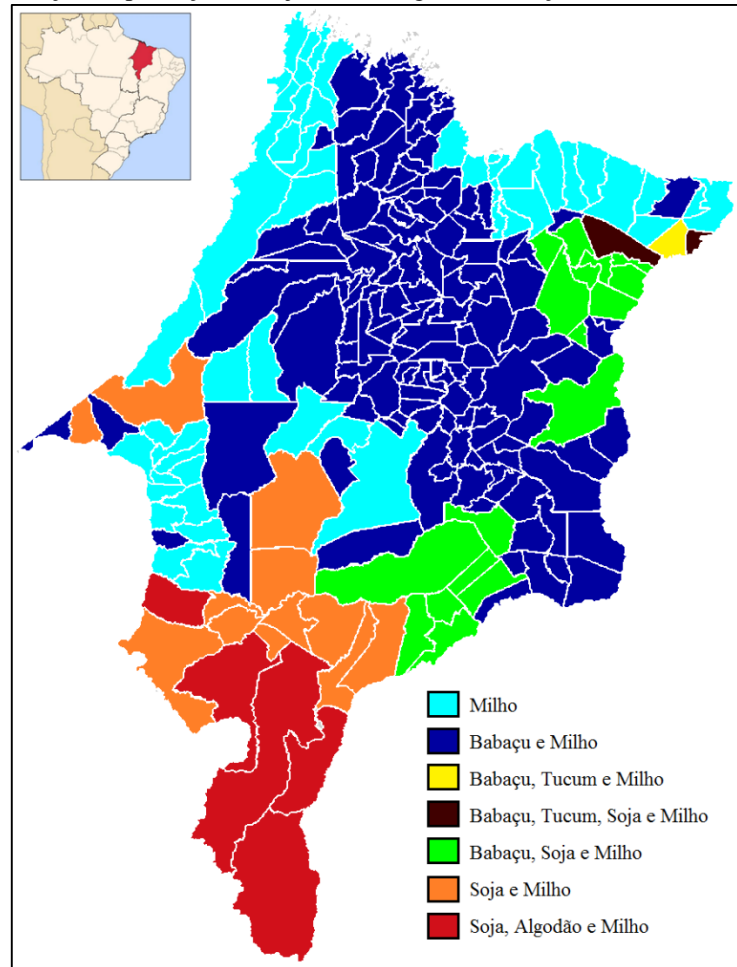 Milho
Babaçu e Milho
Babaçu, Tucum e Milho
Babaçu, Tucum, Soja e Milho
Babaçu, Soja e Milho
Soja e Milho
Soja, Algodão e Milho